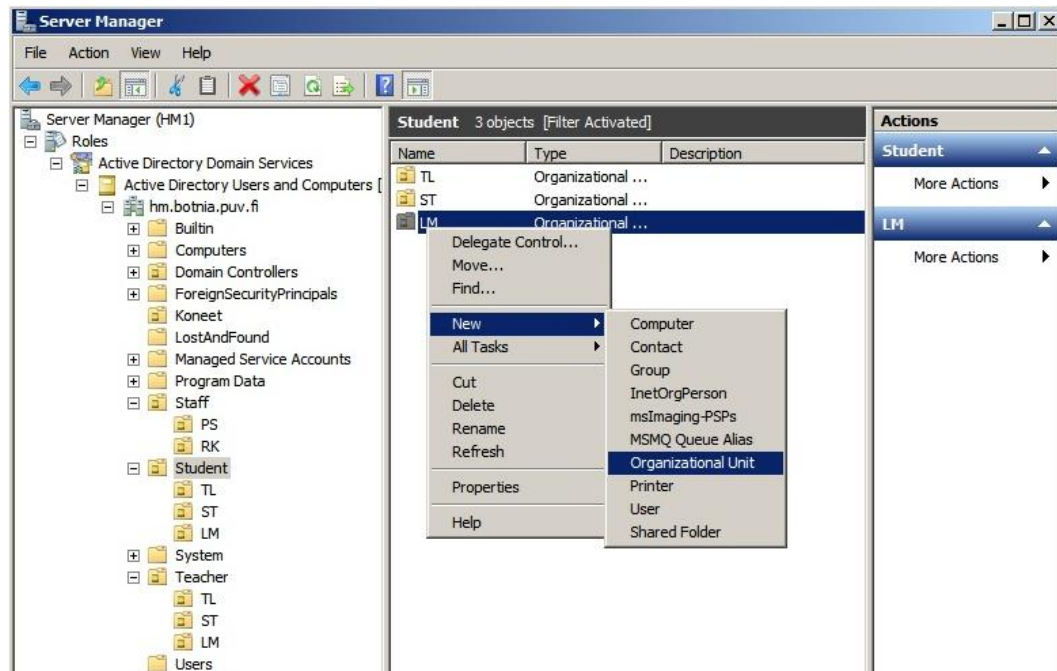 Server Manager
File Action View Help
Server Manager (HM1)
Roles
Active Directory Domain Services
Active Directory Users and Computers [
hm.botnia.puv.fi
Builtin
Computers
Domain Controllers
ForeignSecurityPrincipals
Koneet
LostAndFound
Managed Service Accounts
Program Data
Staff
PS
RK
Student
TL
ST
LM
System
Teacher
TL
ST
LM
Users
Student 3 objects [Filter Activated]
Name Type Description
TL Organizational ...
ST Organizational ...
LM Organizational ...
Delegate Control...
Move...
Find...
New
All Tasks
Cut
Delete
Rename
Refresh
Properties
Help
Computer
Contact
Group
InetOrgPerson
msImaging-PSPs
MSMQ Queue Alias
Organizational Unit
Printer
User
Shared Folder
Actions
Student
More Actions
LM
More Actions